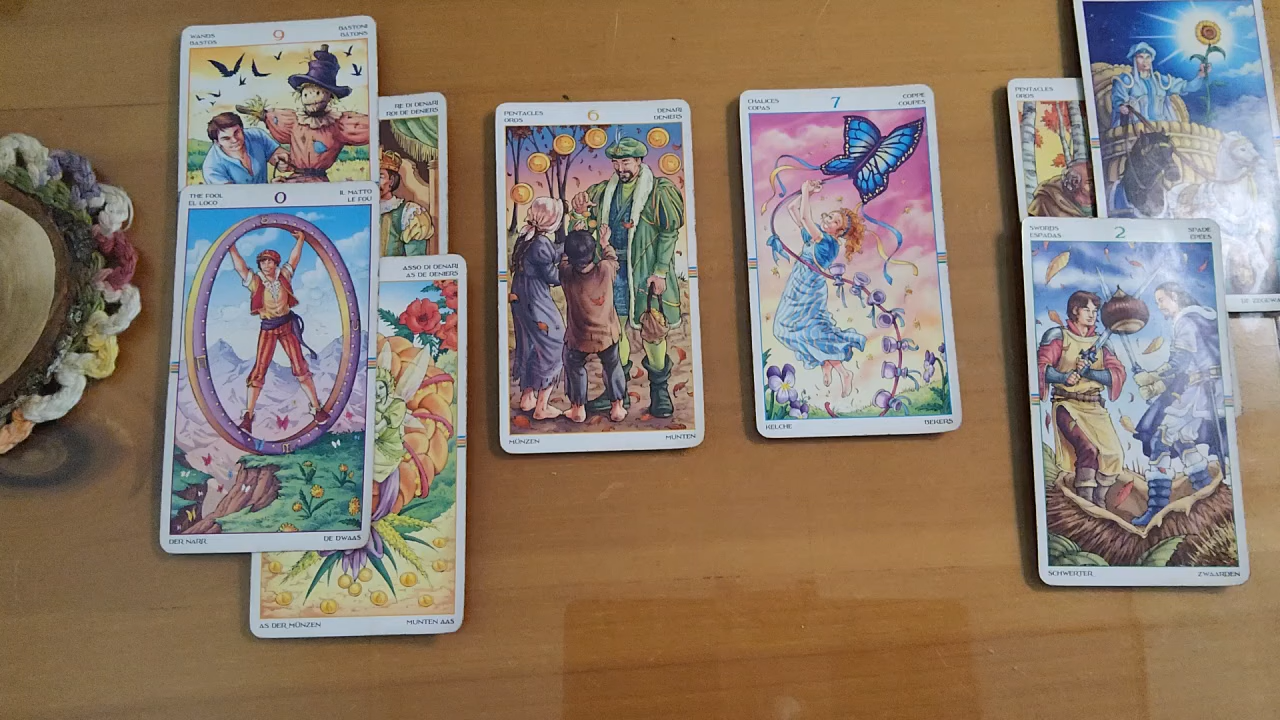 WANDS
BASTOS
9
BASTONI
BÂTONS
RE DI DENARI
ROI DE DENIERS
THE FOOL
EL LOCO
0
IL MATTO
LE FOU
DER NARR
DE DWAAS
ASSO DI DENARI
AS DE DENIERS
AS DER MÜNZEN
MUNTEN AAS
PENTACLES
OROS
6
DENARI
DENIERS
MÜNZEN
MUNTEN
CHALICES
COPAS
7
COPPE
COUPES
KELCHE
BEKERS
PENTACLES
OROS
SWORDS
ESPADAS
2
SPADE
ÉPÉES
SCHWERTER
ZWAARDEN